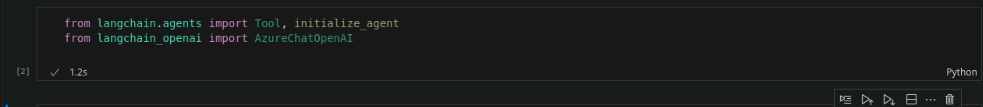 from langchain.agents import Tool, initialize_agent
from langchain_openai import AzureChatOpenAI
[2] 1.2s Python